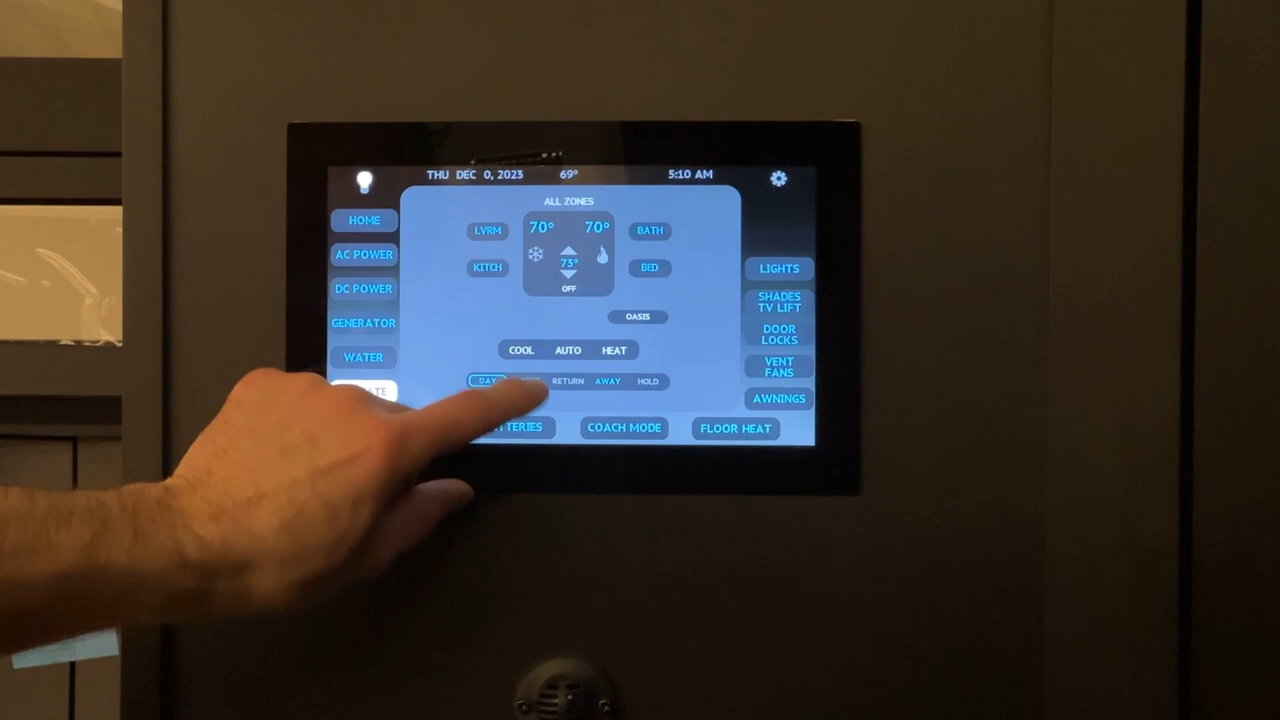 THU DEC 0, 2023 69° 5:10 AM
ALL ZONES
HOME
AC POWER
DC POWER
GENERATOR
WATER
LVRM
KITCH
70° 70°
73°
OFF
BATH
BED
OASIS
COOL AUTO HEAT
DAY RETURN AWAY HOLD
LIGHTS
SHADES
TV LIFT
DOOR
LOCKS
VENT
FANS
AWNINGS
COACH MODE
FLOOR HEAT